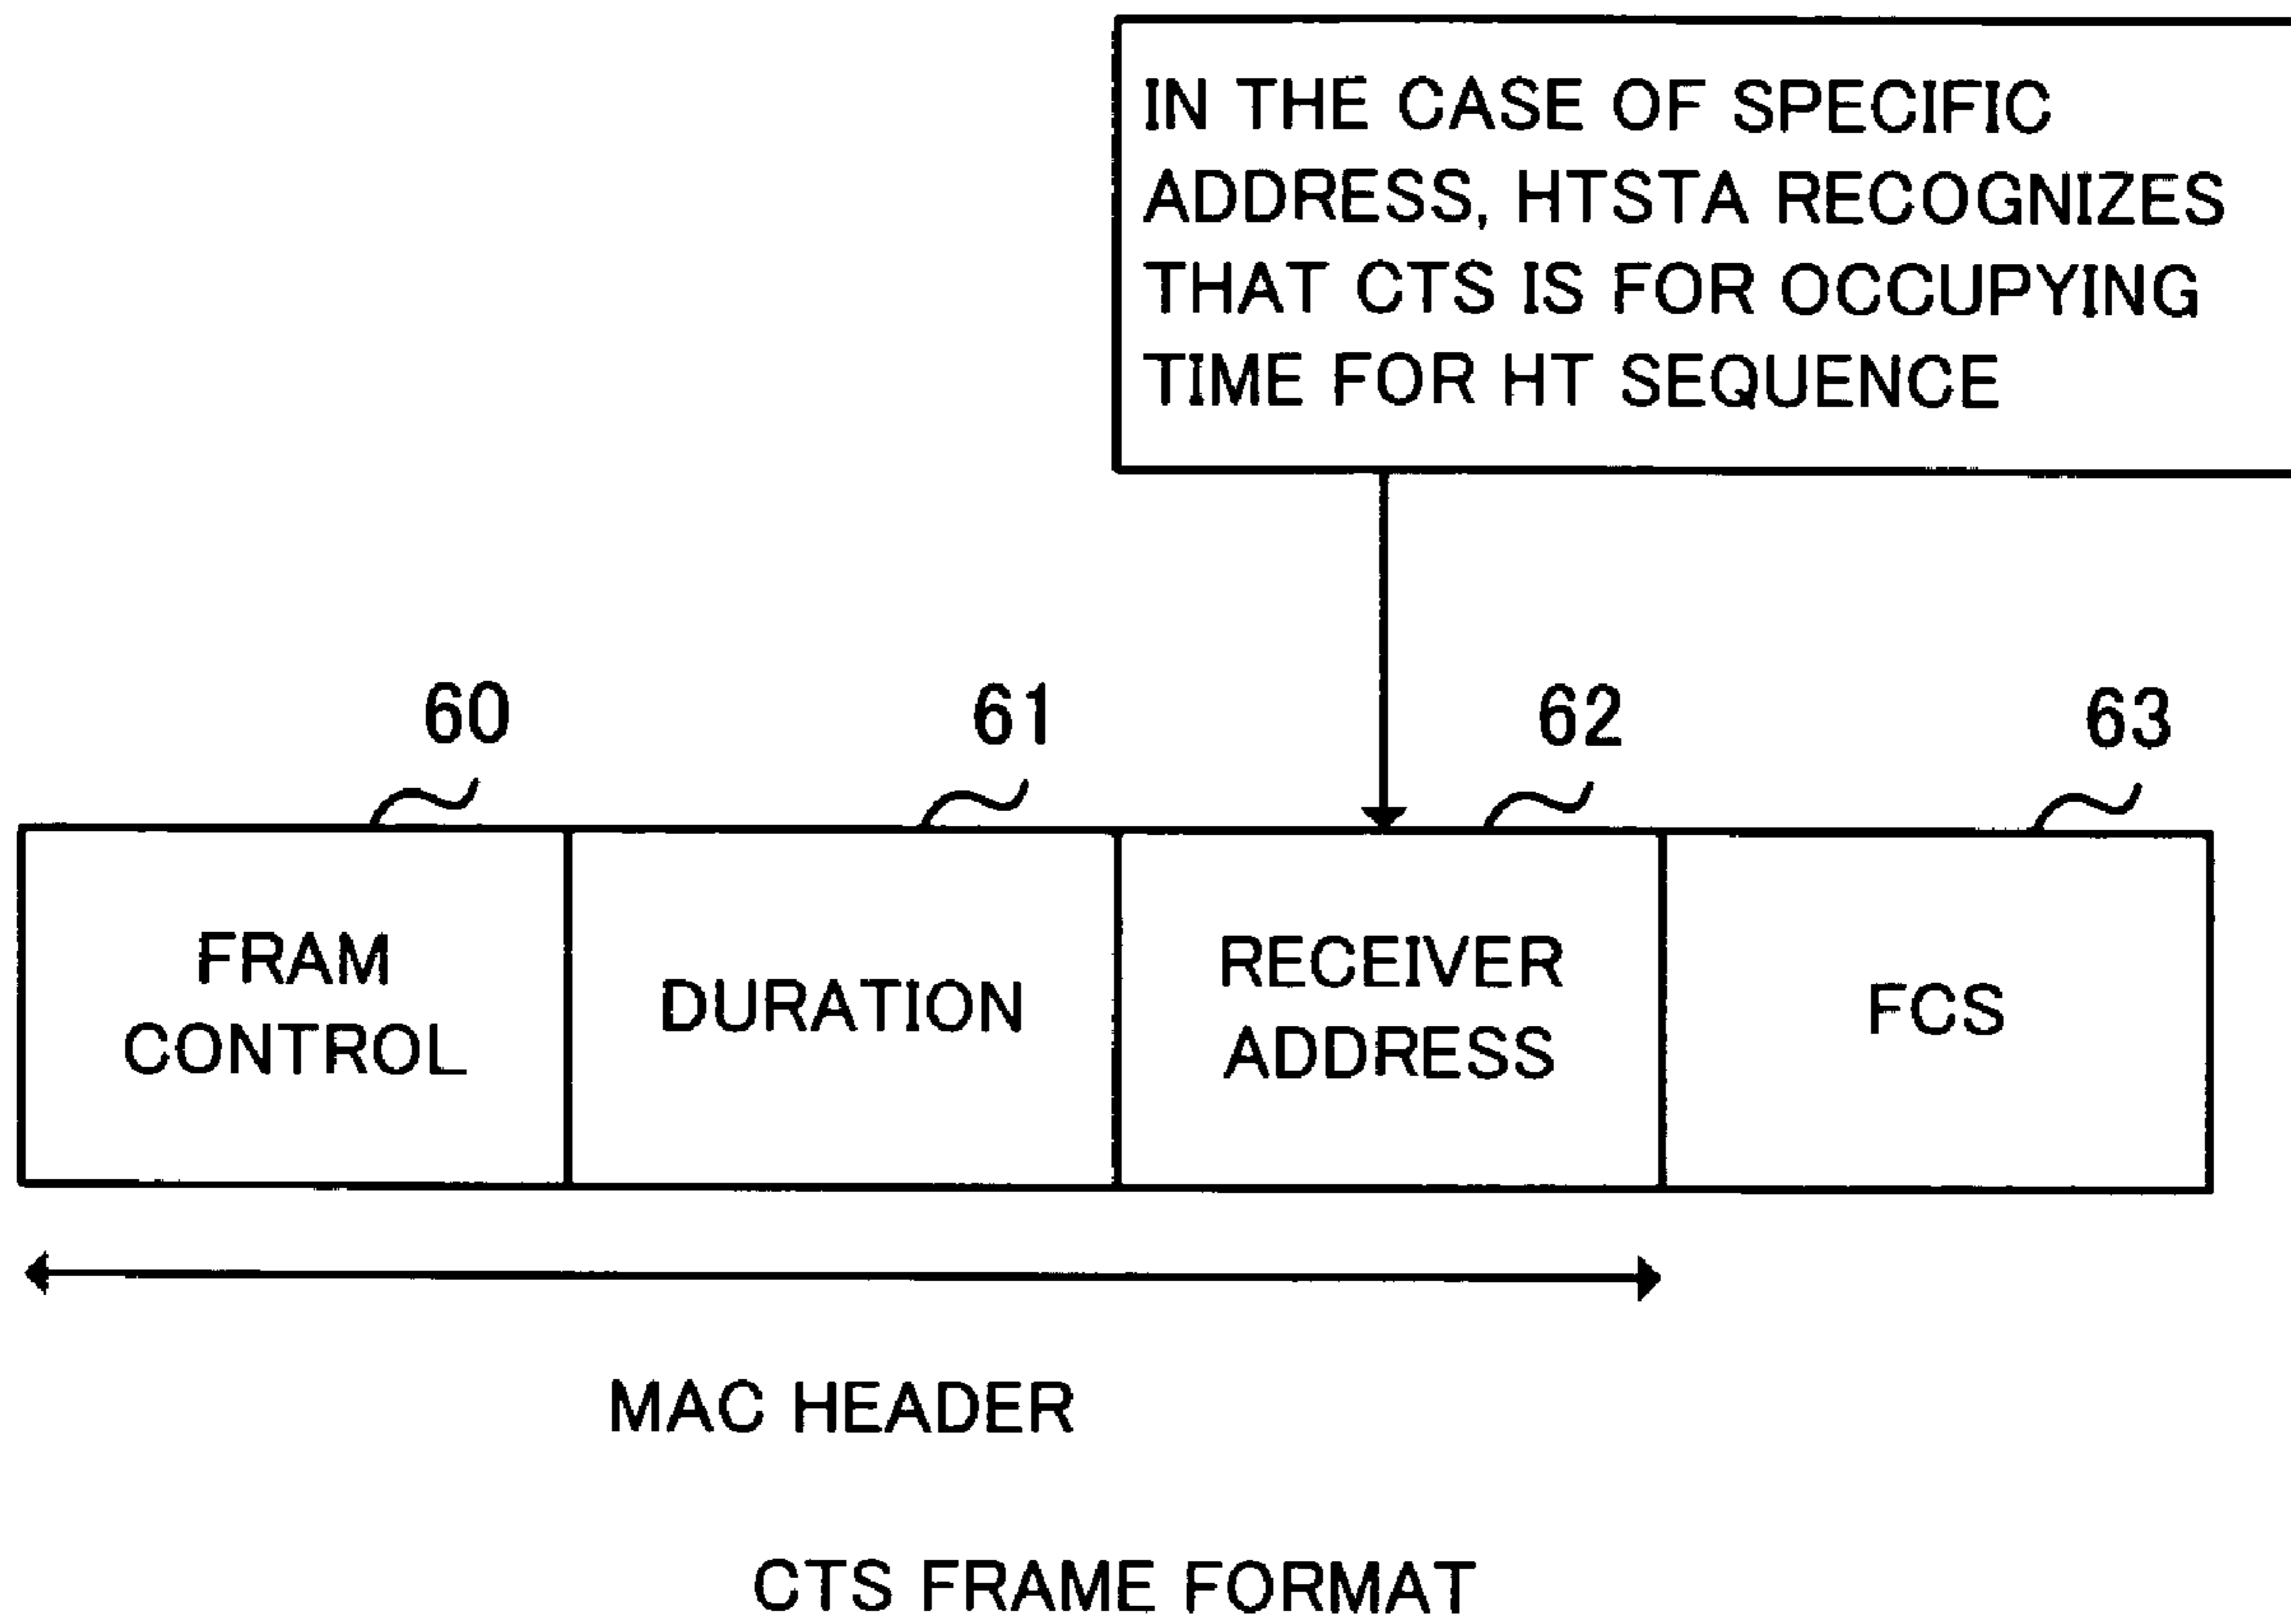 IN THE CASE OF SPECIFIC
ADDRESS, HTSTA RECOGNIZES
THAT CTS IS FOR OCCUPYING
TIME FOR HT SEQUENCE
60
61
62
63
FRAM
CONTROL
DURATION
RECEIVER
ADDRESS
FCS
MAC HEADER
CTS FRAME FORMAT